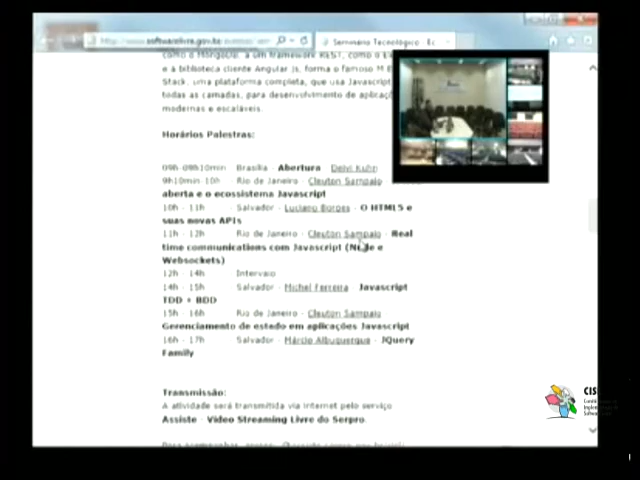 Seminário Tecnológico - Ec
como o MongoDB, a um framework REST, como o E
e à biblioteca cliente Angular Js, forma o famoso M E
Stack, uma plataforma completa, que usa Javascript
todas as camadas, para desenvolvimento de aplicaç
modernas e escaláveis.
Horários Palestras:
09h - 09h10min Brasília - Abertura - Deivi Kuhn
9h10min - 10h Rio de Janeiro - Cleuton Sampaio
aberta e o ecossistema Javascript
10h - 11h Salvador - Luciano Borges - O HTML5 e
suas novas APIs
11h - 12h Rio de Janeiro - Cleuton Sampaio - Real
time communications com Javascript (Node e
Websockets)
12h - 14h Intervalo
14h - 15h Salvador - Michel Ferreira - Javascript
TDD + BDD
15h - 16h Rio de Janeiro - Cleuton Sampaio
Gerenciamento de estado em aplicações Javascript
16h - 17h Salvador - Márcio Albuquerque - JQuery
Family
Transmissão:
A atividade será transmitida via internet pelo serviço
Assiste - Video Streaming Livre do Serpro.
CIS